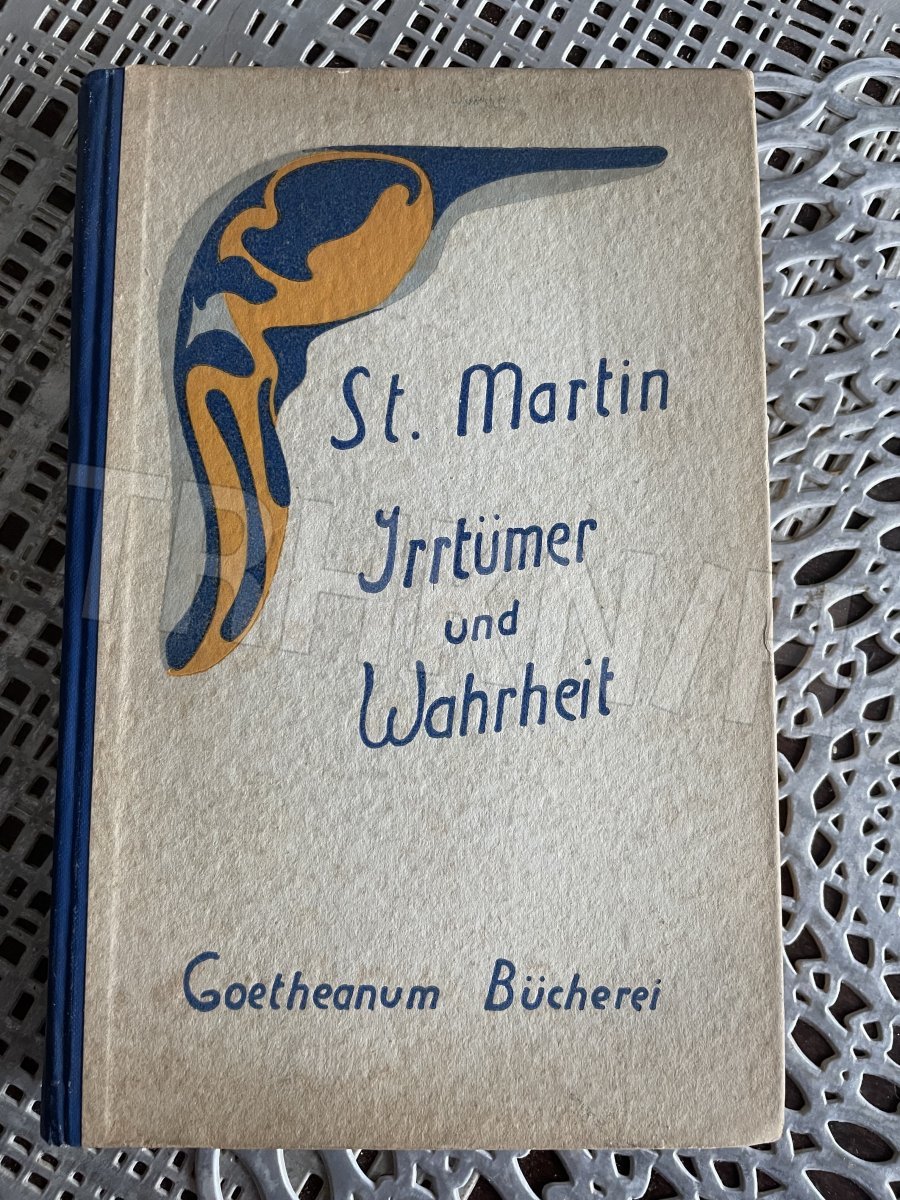 St. Martin
Irrtümer
und
Wahrheit
Goetheanum Bücherei